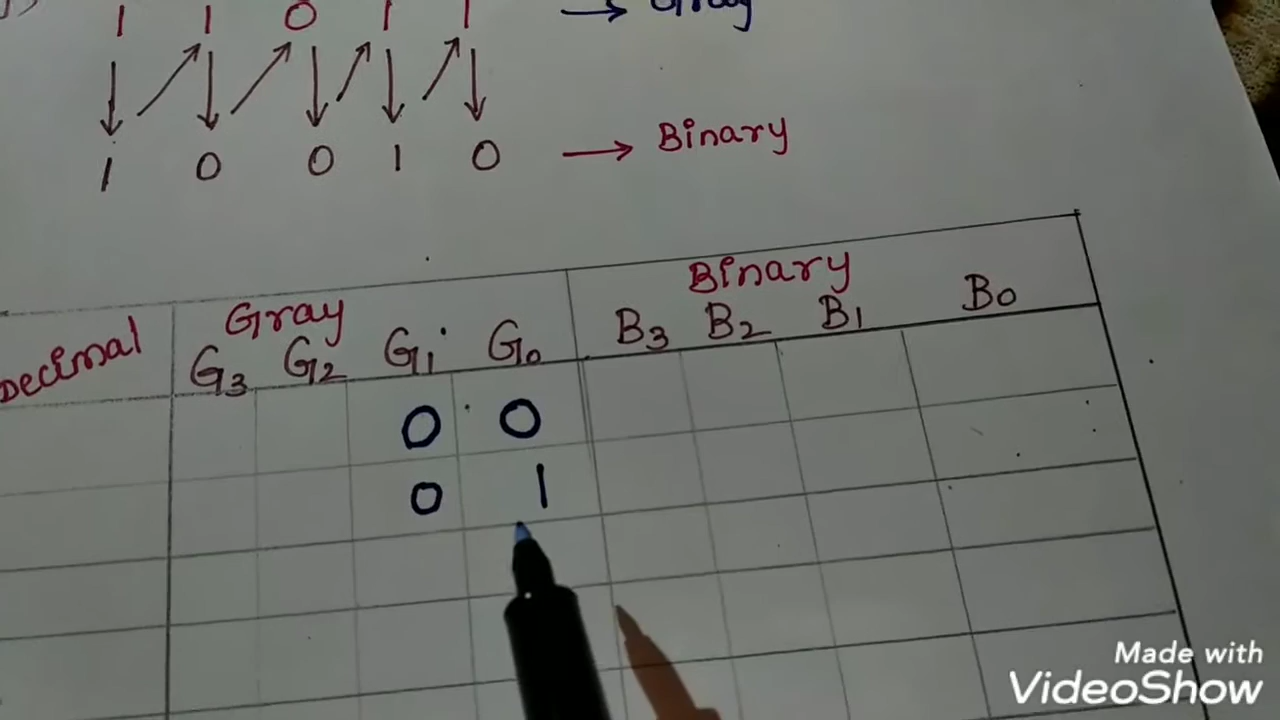 1 1 0 1 1 → Gray
1 0 0 1 0 → Binary
Decimal Gray Binary
G3 G2 G1 G0 B3 B2 B1 B0
0 0
0 1
Made with
VideoShow